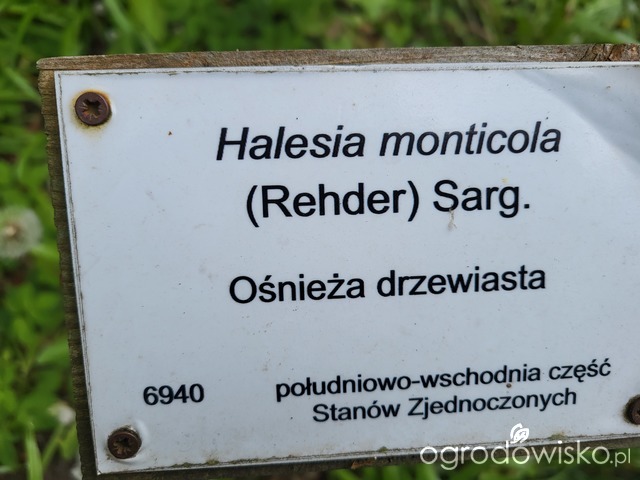 Halesia monticola
(Rehder) Sarg.
Ośnieża drzewiasta
6940 południowo-wschodnia część
Stanów Zjednoczonych
ogrodowisko.pl